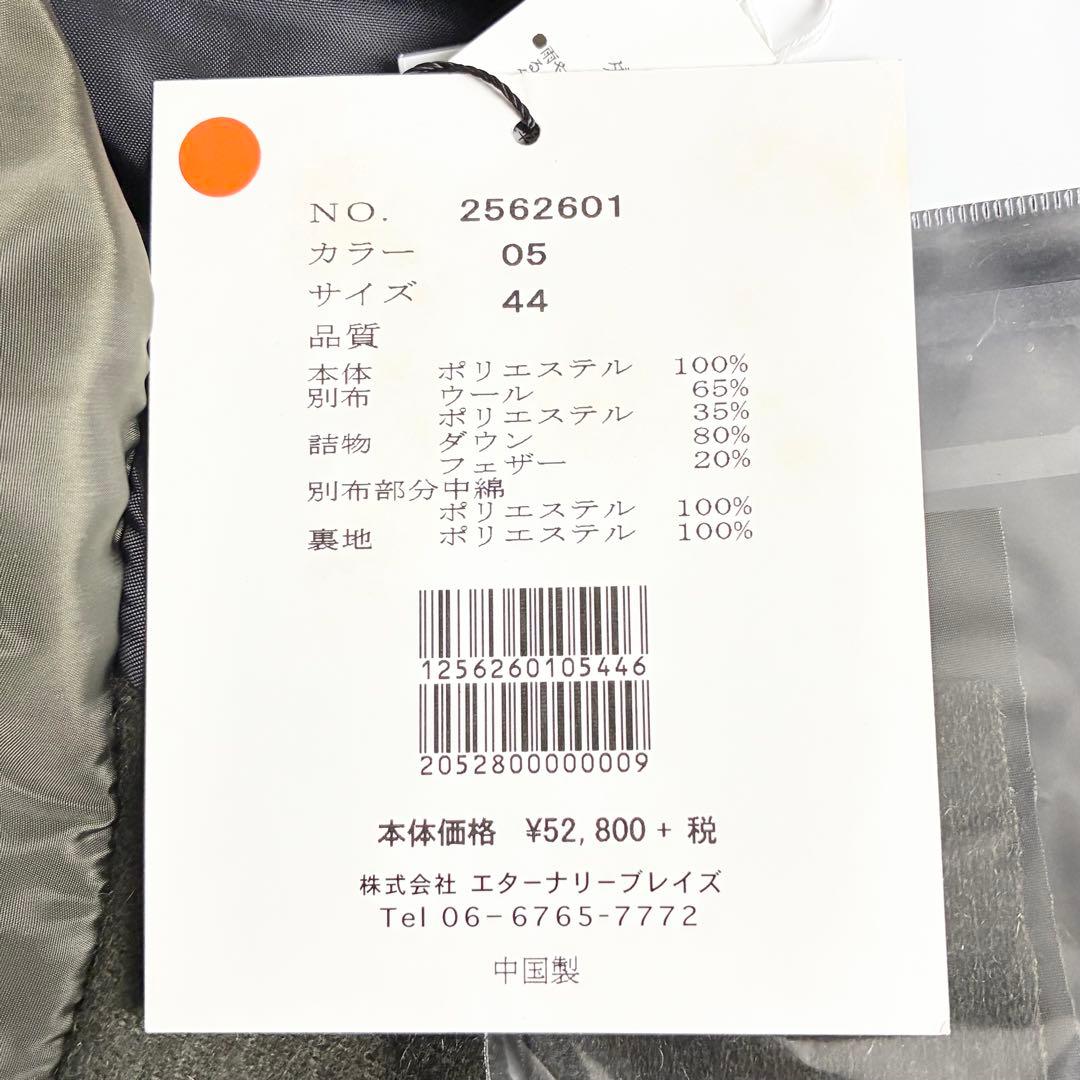 NO. 2562601
カラー 05
サイズ 44
品質
本体 ポリエステル 100%
別布 ウール 65%
ポリエステル 35%
詰物 ダウン 80%
フェザー 20%
別布部分中綿
ポリエステル 100%
裏地 ポリエステル 100%
1256260105446
2052800000009
本体価格 ¥52,800+ 税
株式会社 エターナリーブレイズ
Tel 06-6765-7772
中国製